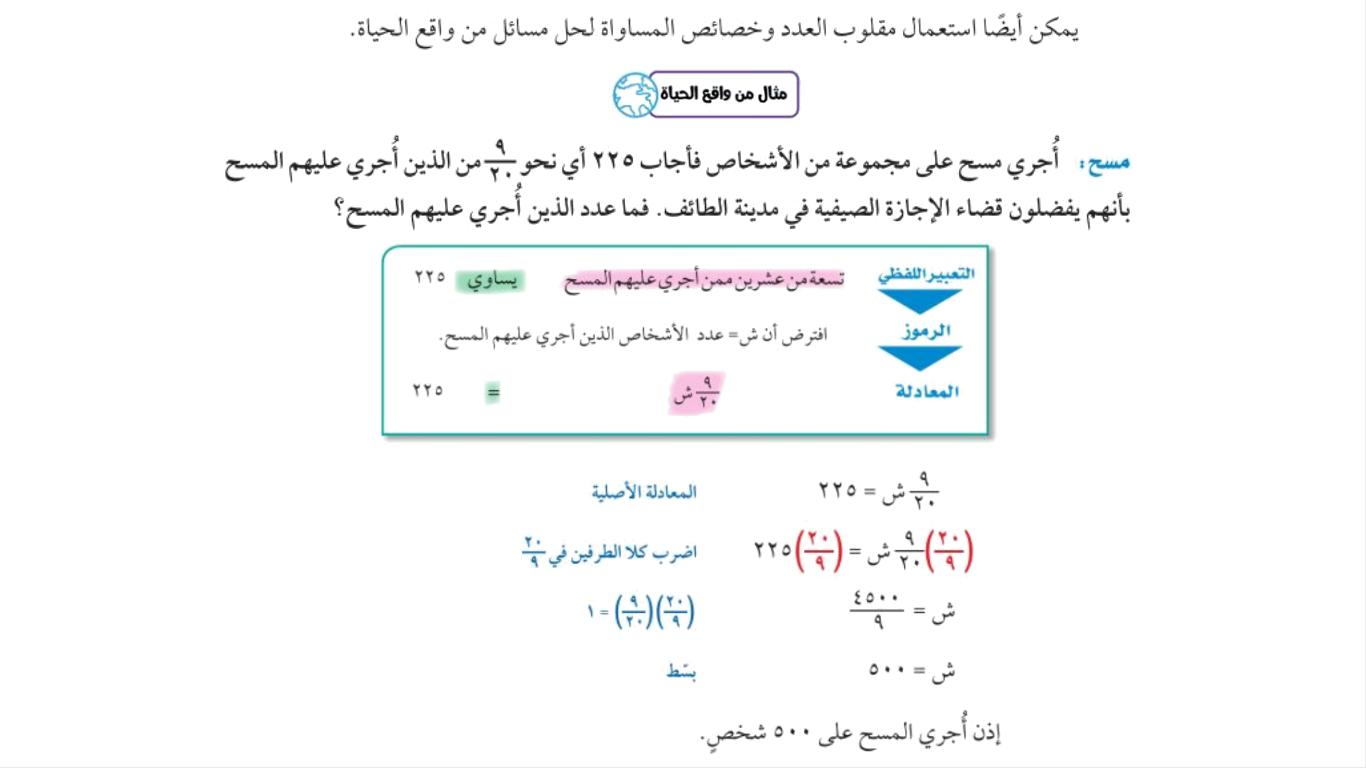 يمكن أيضًا استعمال مقلوب العدد وخصائص المساواة لحل مسائل من واقع الحياة.
مثال من واقع الحياة
مسح: أُجري مسح على مجموعة من الأشخاص فأجاب ٢٢٥ أي نحو ٩/٢٠ من الذين أُجري عليهم المسح
بأنهم يفضلون قضاء الإجازة الصيفية في مدينة الطائف. فما عدد الذين أُجري عليهم المسح؟
التعبير اللفظي تسعة من عشرين ممن أجري عليهم المسح يساوي ٢٢٥
الرموز افترض أن ش= عدد الأشخاص الذين أجري عليهم المسح.
المعادلة ٩/٢٠ ش = ٢٢٥
٩/٢٠ ش = ٢٢٥ المعادلة الأصلية
(٢٠/٩) ٩/٢٠ ش = (٢٠/٩) ٢٢٥ اضرب كلا الطرفين في ٢٠/٩
ش = ٤٥٠٠/٩ (٢٠/٩)(٩/٢٠) = ١
ش = ٥٠٠ بسّط
إذن أُجري المسح على ٥٠٠ شخصٍ.